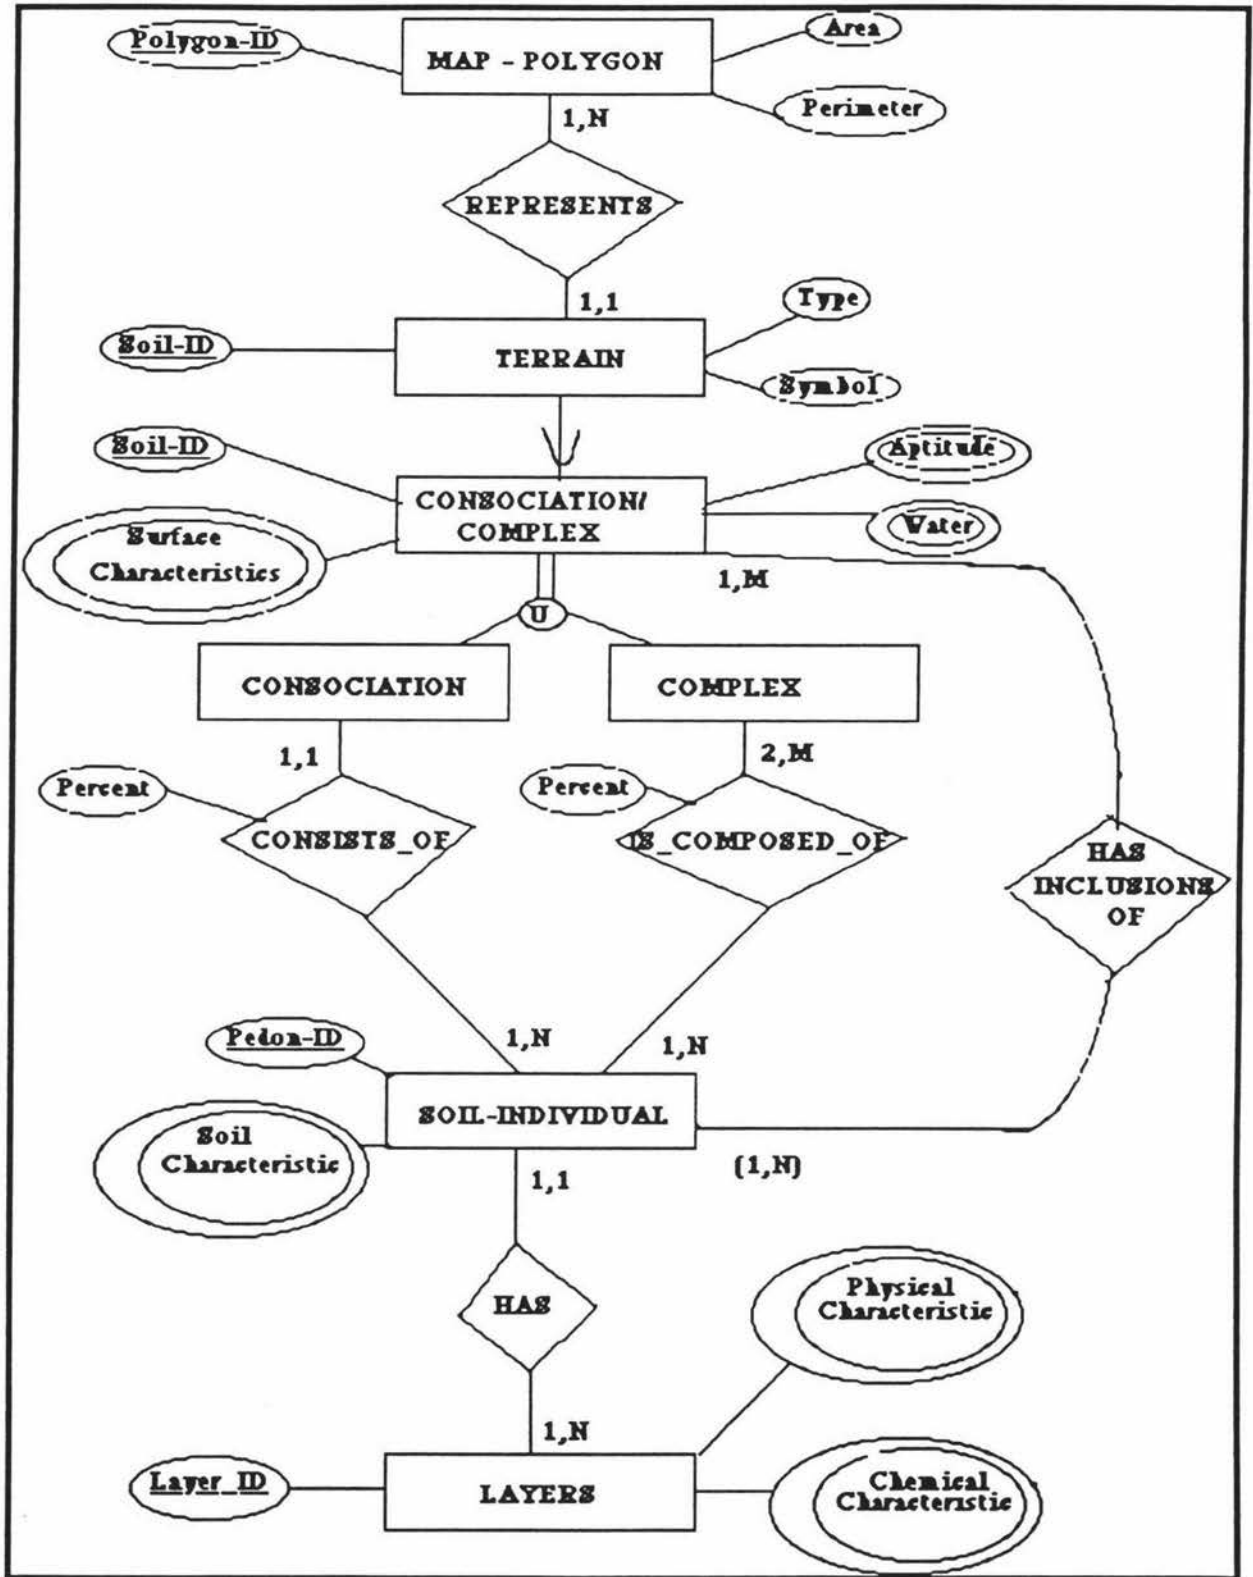 Polygon-ID
MAP - POLYGON
Area
Perimeter
1,N
REPRESENTS
1,1
Type
Soil-ID
TERRAIN
Symbol
Soil-ID
Aptitude
CONSOCIATION/
COMPLEX
Water
Surface
Characteristics
1,M
U
CONSOCIATION
COMPLEX
1,1
2,M
Percent
Percent
CONSISTS_OF
IS_COMPOSED_OF
HAS
INCLUSIONS
OF
1,N
1,N
Pedon-ID
SOIL-INDIVIDUAL
Soil
Characteristic
1,1
(1,N)
HAS
Physical
Characteristic
1,N
Layer_ID
LAYERS
Chemical
Characteristic